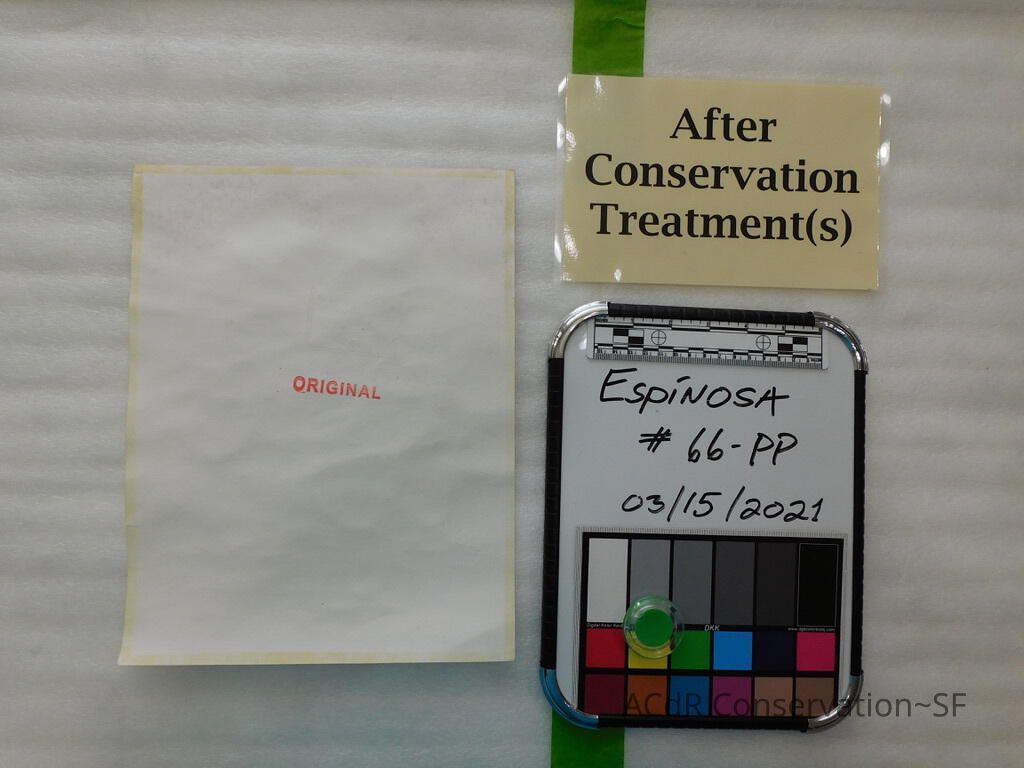 After
Conservation
Treatment(s)
ORIGINAL
Espinosa
# 66-PP
03/15/2021
DKK
ACdR Conservation~SF